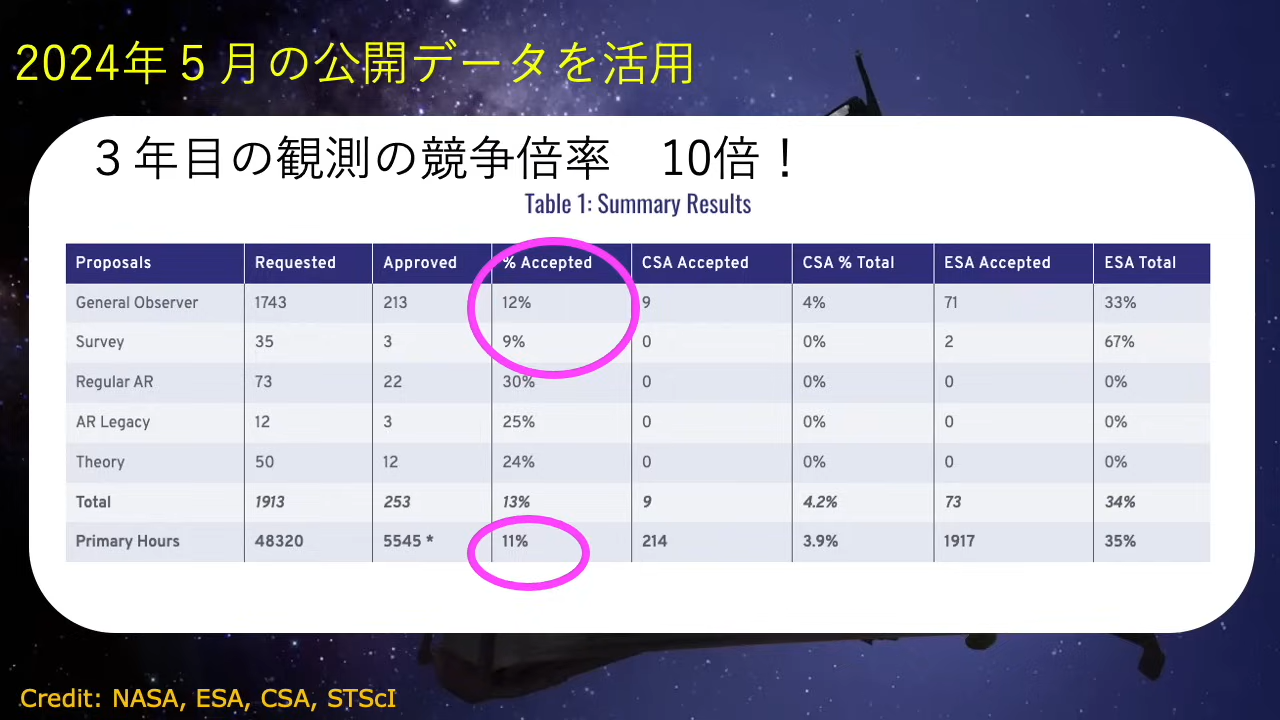 2024年５月の公開データを活用
３年目の観測の競争倍率　10倍！
Table 1: Summary Results
Proposals Requested Approved % Accepted CSA Accepted CSA % Total ESA Accepted ESA Total
General Observer 1743 213 12% 9 4% 71 33%
Survey 35 3 9% 0 0% 2 67%
Regular AR 73 22 30% 0 0% 0 0%
AR Legacy 12 3 25% 0 0% 0 0%
Theory 50 12 24% 0 0% 0 0%
Total 1913 253 13% 9 4.2% 73 34%
Primary Hours 48320 5545 * 11% 214 3.9% 1917 35%
Credit: NASA, ESA, CSA, STScI